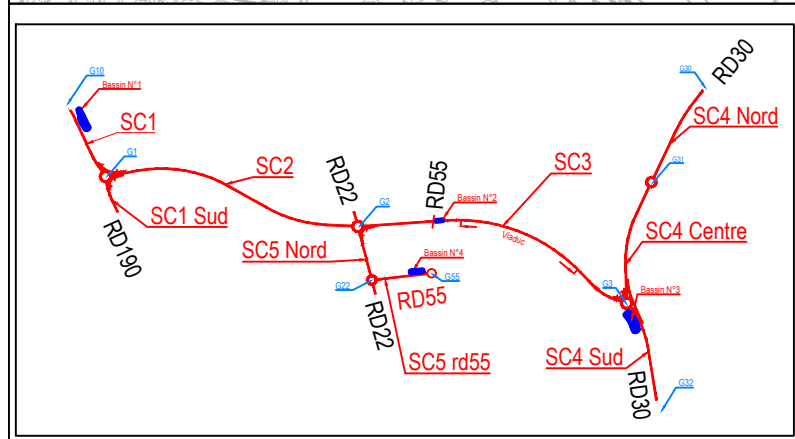 G10
Bassin N°1
SC1
G1
SC1 Sud
RD190
SC2
RD22
G2
SC5 Nord
RD55
Bassin N°2
SC3
Viaduc
Bassin N°4
G22
G55
RD55
RD22
SC5 rd55
G30
RD30
SC4 Nord
G31
SC4 Centre
G3
Bassin N°3
SC4 Sud
RD30
G32